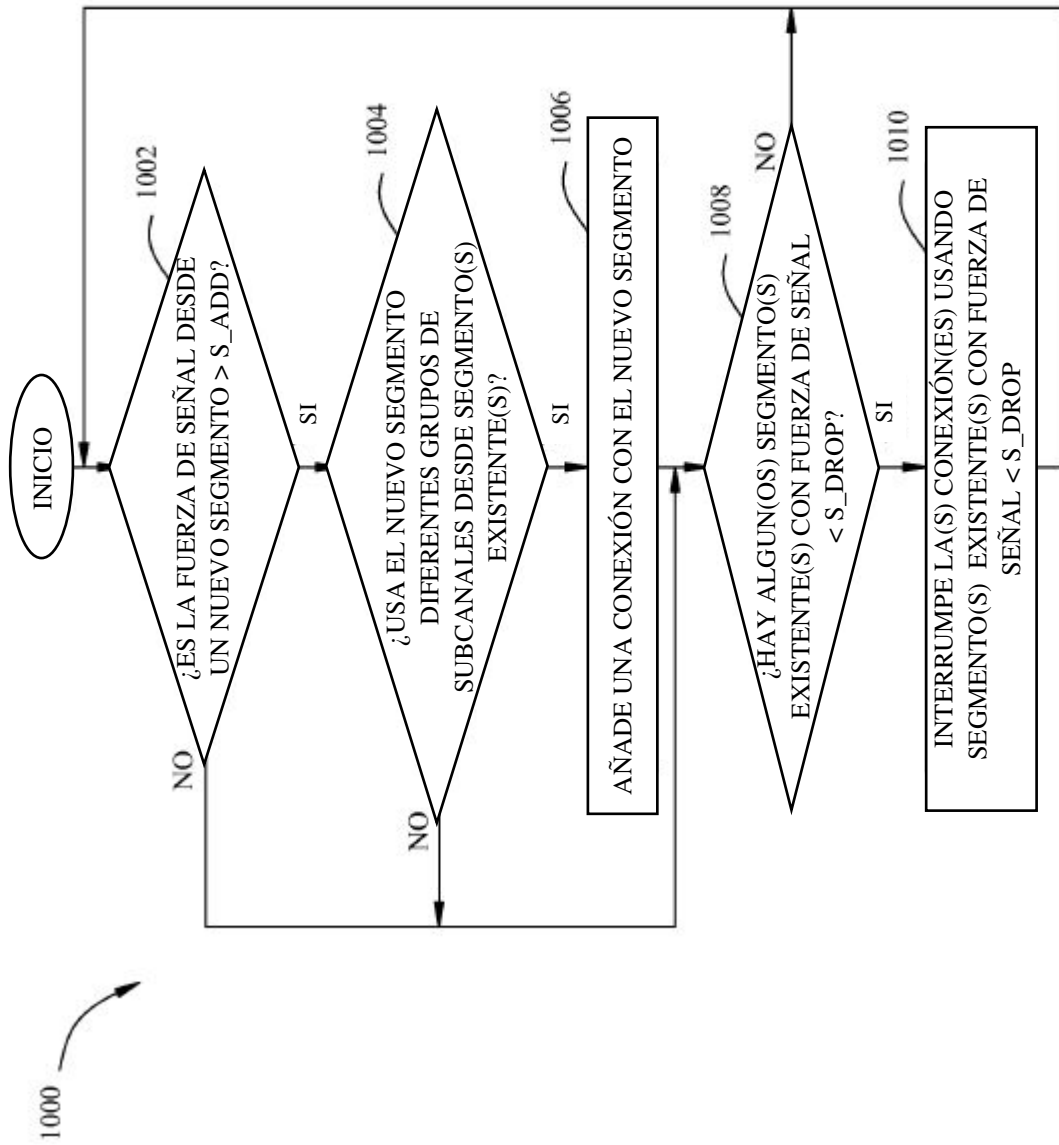 1000
INICIO
1002
¿ES LA FUERZA DE SEÑAL DESDE
UN NUEVO SEGMENTO > S_ADD?
NO
SI
1004
¿USA EL NUEVO SEGMENTO
DIFERENTES GRUPOS DE
SUBCANALES DESDE SEGMENTO(S)
EXISTENTE(S)?
NO
SI
1006
AÑADE UNA CONEXIÓN CON EL NUEVO SEGMENTO
1008
¿HAY ALGUN(OS) SEGMENTO(S)
EXISTENTE(S) CON FUERZA DE SEÑAL
< S_DROP?
NO
SI
1010
INTERRUMPE LA(S) CONEXIÓN(ES) USANDO
SEGMENTO(S) EXISTENTE(S) CON FUERZA DE
SEÑAL < S_DROP